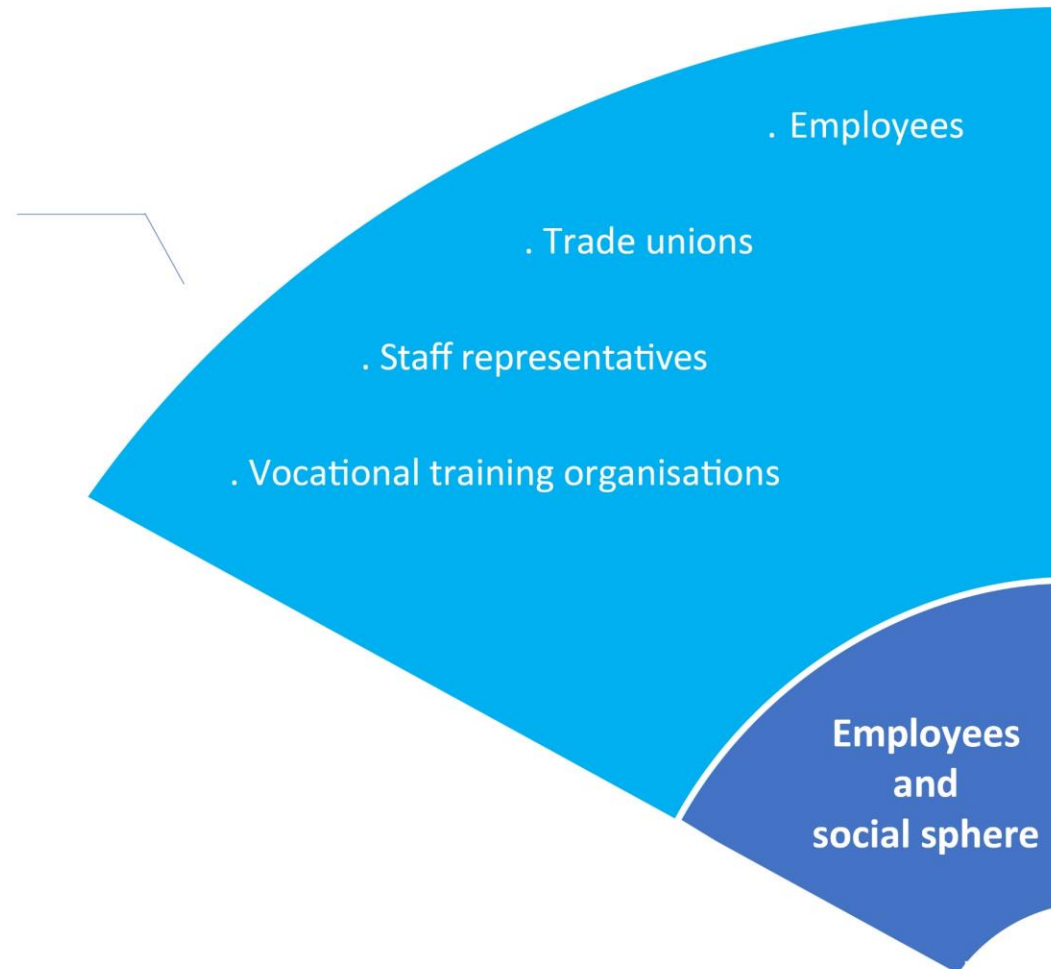 . Employees
. Trade unions
. Staff representatives
. Vocational training organisations
Employees
and
social sphere